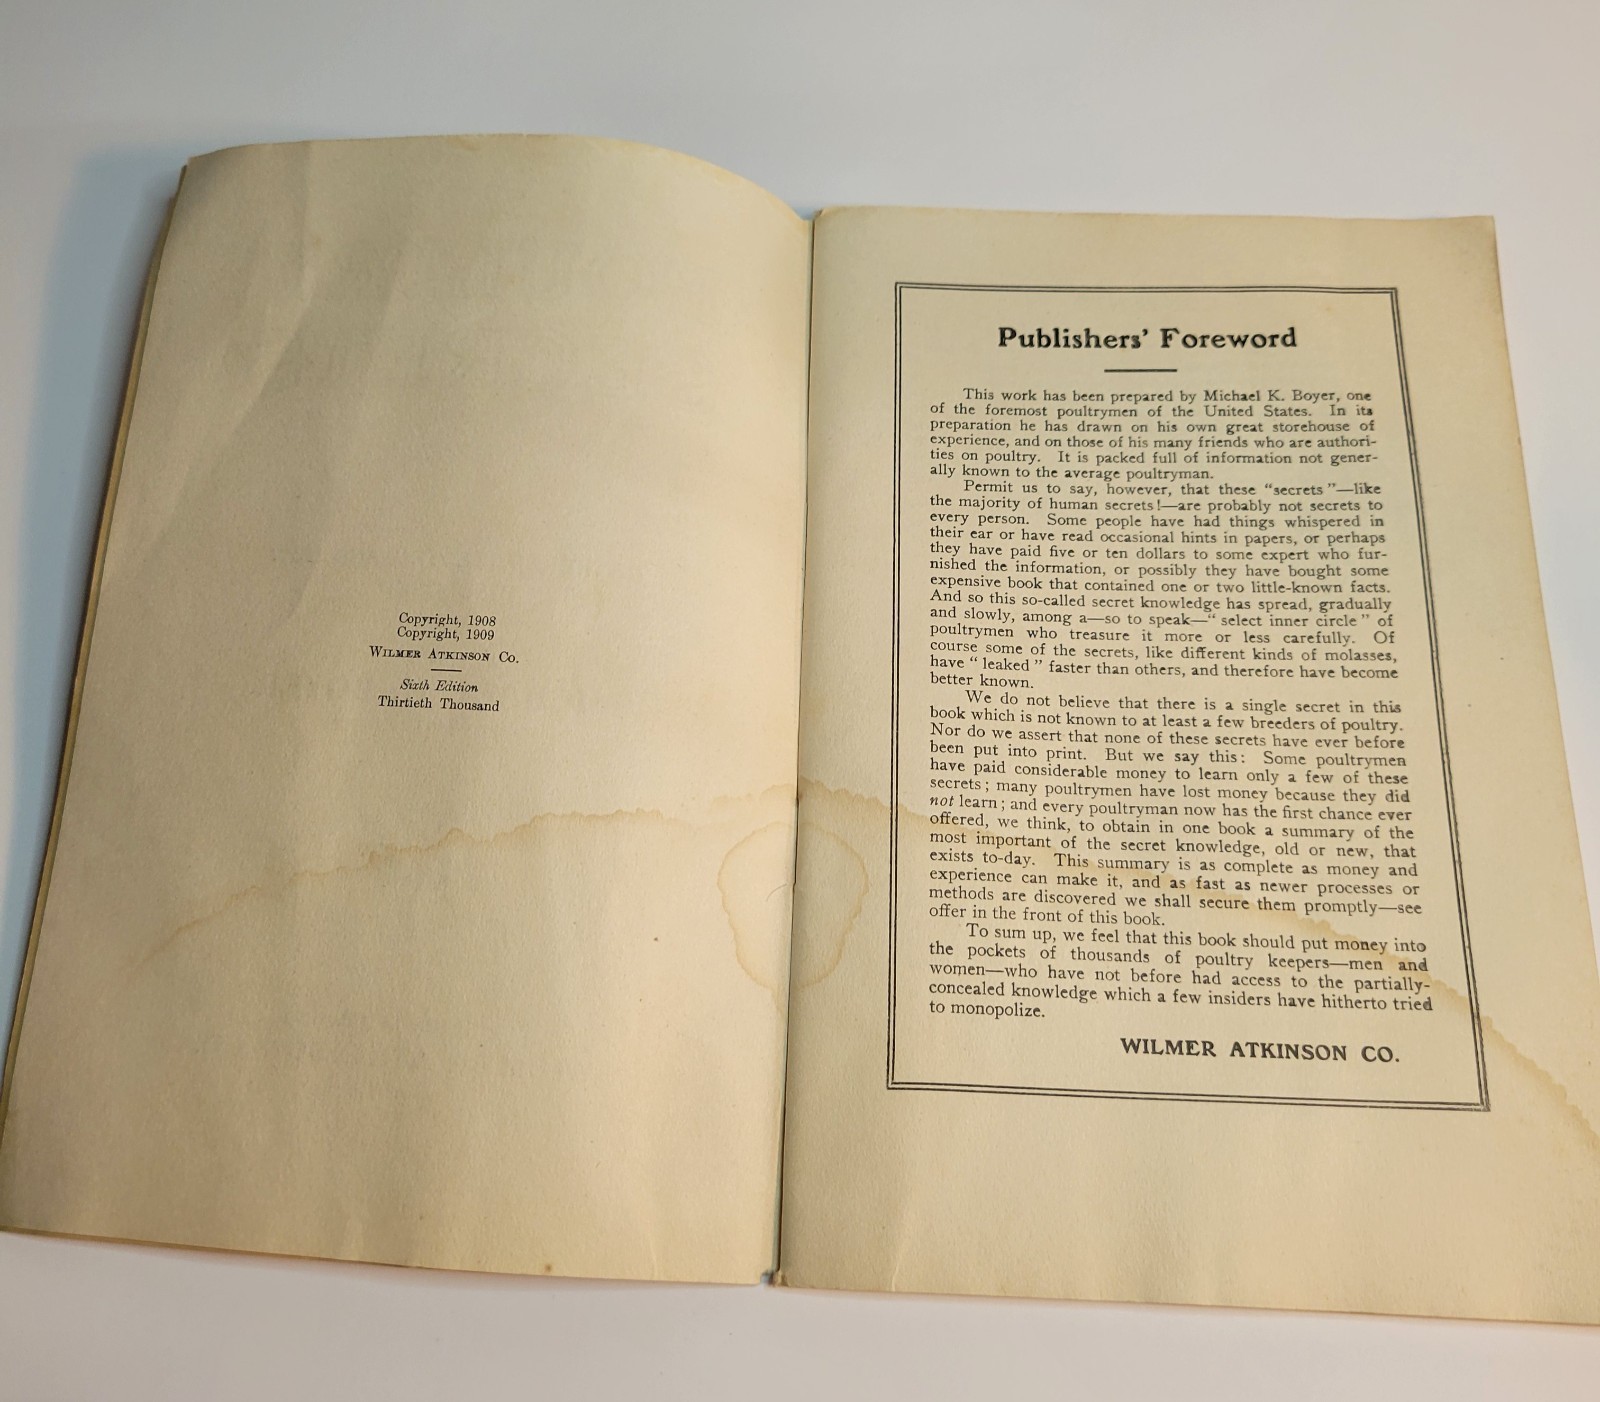 Copyright, 1908
Copyright, 1909
Wilmer Atkinson Co.
Sixth Edition
Thirtieth Thousand
Publishers' Foreword
This work has been prepared by Michael K. Boyer, one
of the foremost poultrymen of the United States. In its
preparation he has drawn on his own great storehouse of
experience, and on those of his many friends who are authori-
ties on poultry. It is packed full of information not gener-
ally known to the average poultryman.
Permit us to say, however, that these "secrets"—like
the majority of human secrets!—are probably not secrets to
every person. Some people have had things whispered in
their ear or have read occasional hints in papers, or perhaps
they have paid five or ten dollars to some expert who fur-
nished the information, or possibly they have bought some
expensive book that contained one or two little-known facts.
And so this so-called secret knowledge has spread, gradually
and slowly, among a—so to speak—"select inner circle" of
poultrymen who treasure it more or less carefully. Of
course some of the secrets, like different kinds of molasses,
have "leaked" faster than others, and therefore have become
better known.
We do not believe that there is a single secret in this
book which is not known to at least a few breeders of poultry.
Nor do we assert that none of these secrets have ever before
been put into print. But we say this: Some poultrymen
have paid considerable money to learn only a few of these
secrets; many poultrymen have lost money because they did
not learn; and every poultryman now has the first chance ever
offered, we think, to obtain in one book a summary of the
most important of the secret knowledge, old or new, that
exists to-day. This summary is as complete as money and
experience can make it, and as fast as newer processes or
methods are discovered we shall secure them promptly—see
offer in the front of this book.
To sum up, we feel that this book should put money into
the pockets of thousands of poultry keepers—men and
women—who have not before had access to the partially-
concealed knowledge which a few insiders have hitherto tried
to monopolize.
WILMER ATKINSON CO.